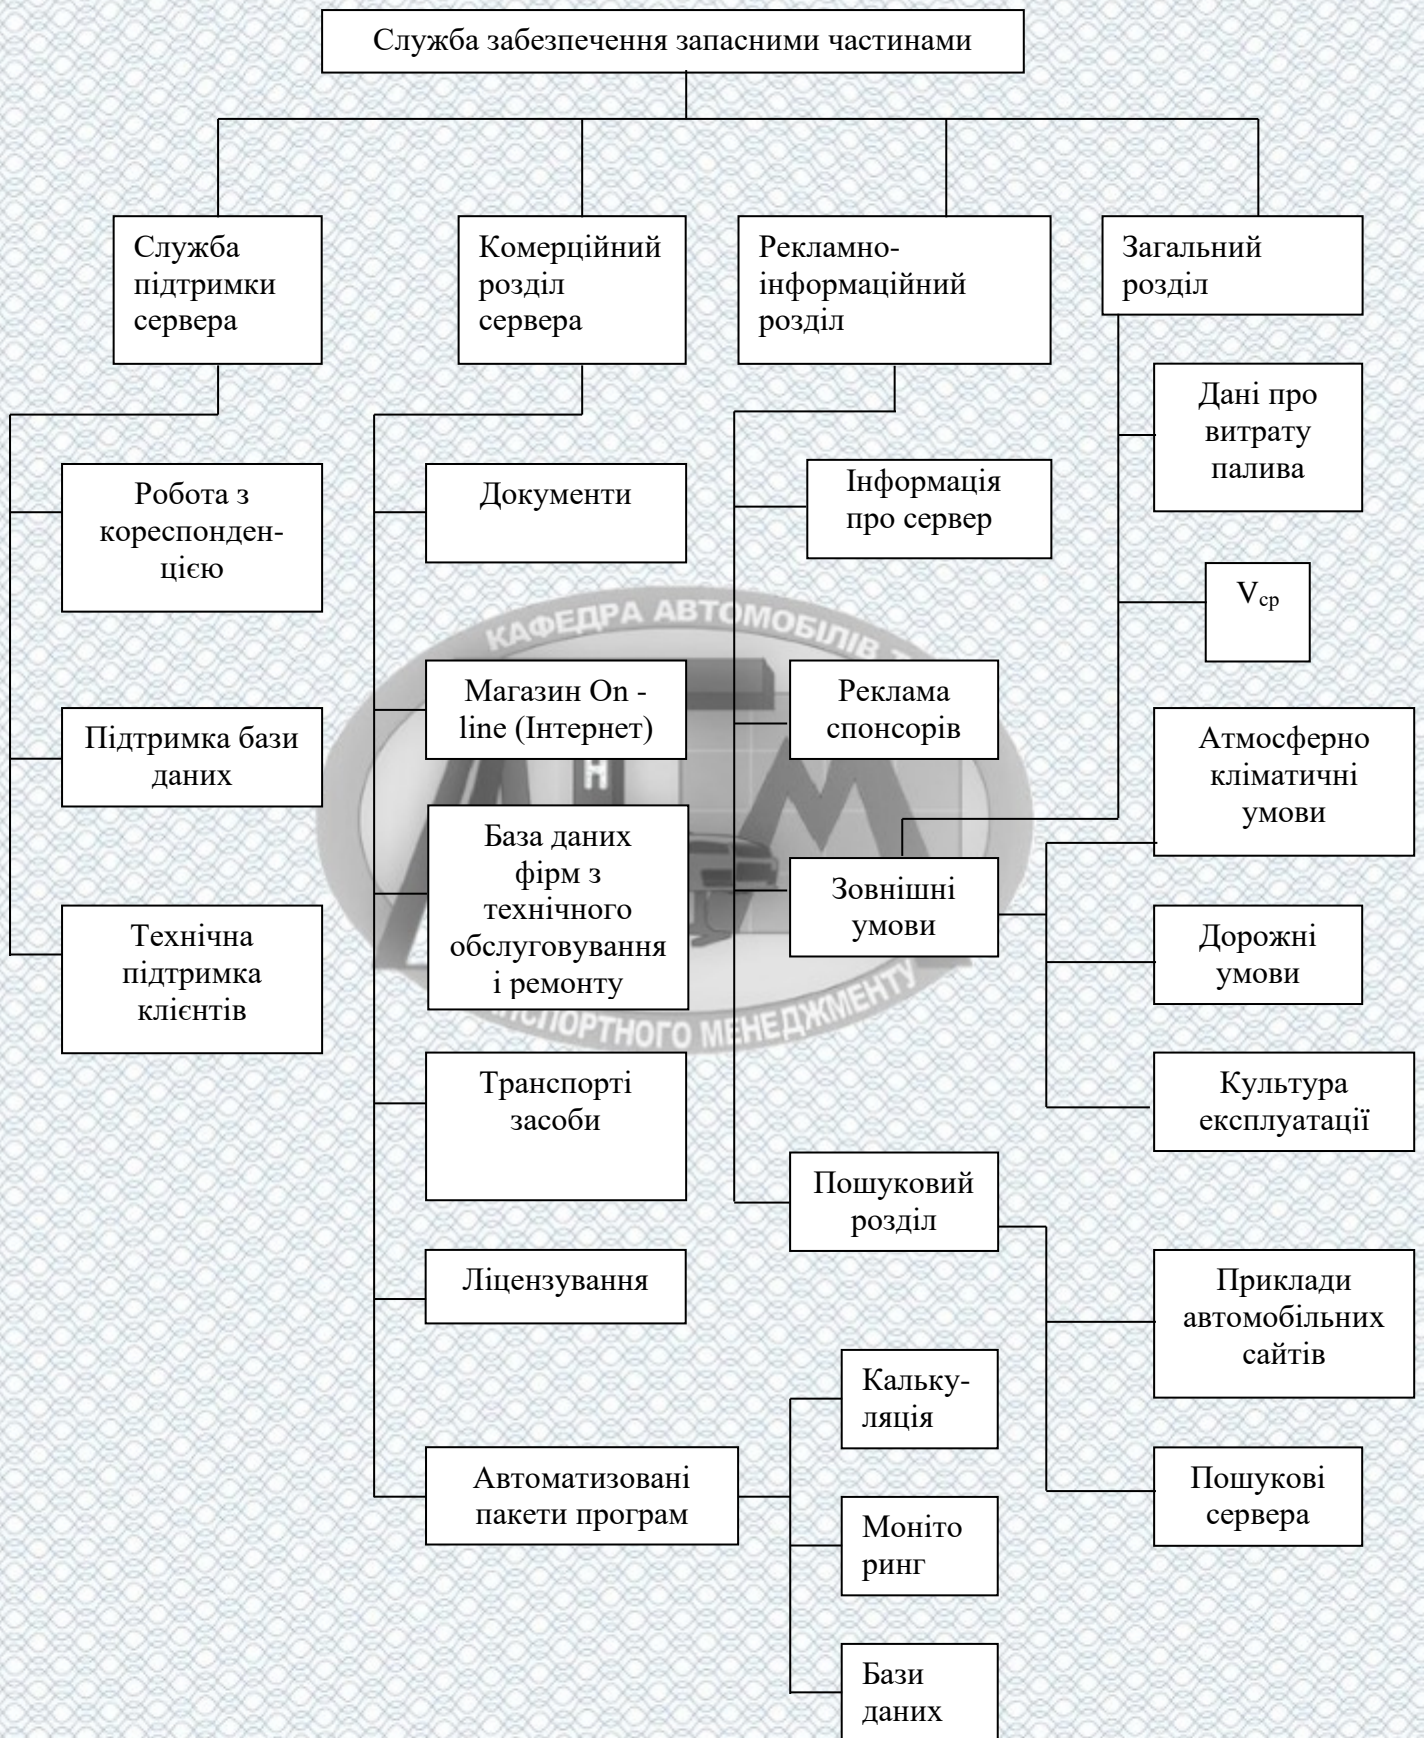 Служба забезпечення запасними частинами
Служба
підтримки
сервера
Комерційний
розділ
сервера
Рекламно-
інформаційний
розділ
Загальний
розділ
Робота з
кореспонден-
цією
Підтримка бази
даних
Технічна
підтримка
клієнтів
Документи
Магазин On -
line (Інтернет)
База даних
фірм з
технічного
обслуговування
і ремонту
Транспорті
засоби
Ліцензування
Автоматизовані
пакети програм
Кальку-
ляція
Моніто
ринг
Бази
даних
Інформація
про сервер
Реклама
спонсорів
Зовнішні
умови
Пошуковий
розділ
Дані про
витрату
палива
Vср
Атмосферно
кліматичні
умови
Дорожні
умови
Культура
експлуатації
Приклади
автомобільних
сайтів
Пошукові
сервера
КАФЕДРА АВТОМОБІЛІВ
МЕНЕДЖМЕНТУ